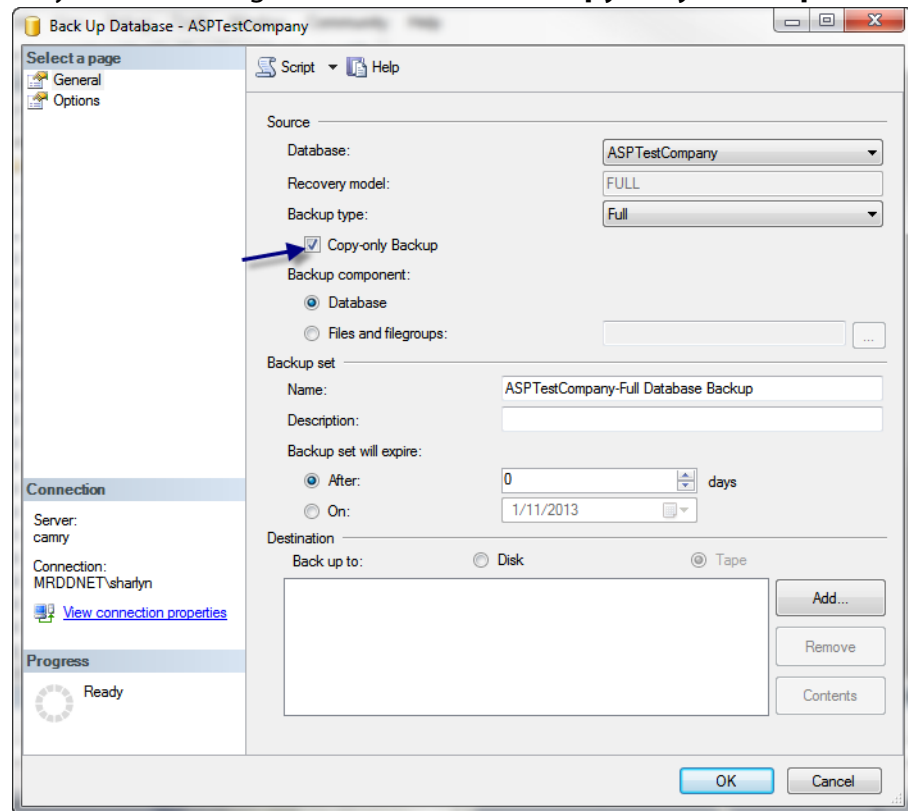 Back Up Database - ASPTestCompany
Select a page
General
Options
Script Help
Source
Database: ASPTestCompany
Recovery model: FULL
Backup type: Full
Copy-only Backup
Backup component:
Database
Files and filegroups: ...
Backup set
Name: ASPTestCompany-Full Database Backup
Description:
Backup set will expire:
After: 0 days
On: 1/11/2013
Destination
Back up to: Disk Tape
Add...
Remove
Contents
Connection
Server:
camry
Connection:
MRDDNET\sharlyn
View connection properties
Progress
Ready
OK Cancel